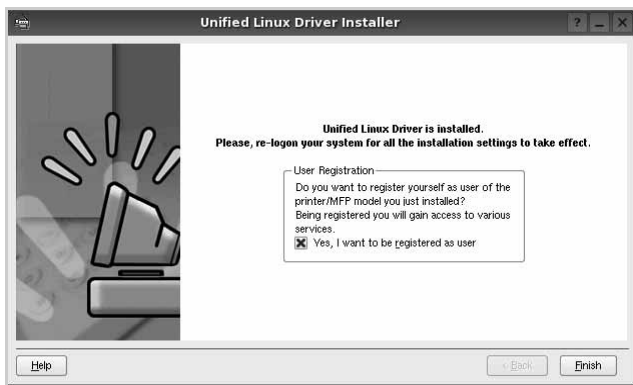 Unified Linux Driver Installer
Unified Linux Driver is installed.
Please, re-logon your system for all the installation settings to take effect.
User Registration
Do you want to register yourself as user of the
printer/MFP model you just installed?
Being registered you will gain access to various
services.
Yes, I want to be registered as user
Help
< Back
Finish